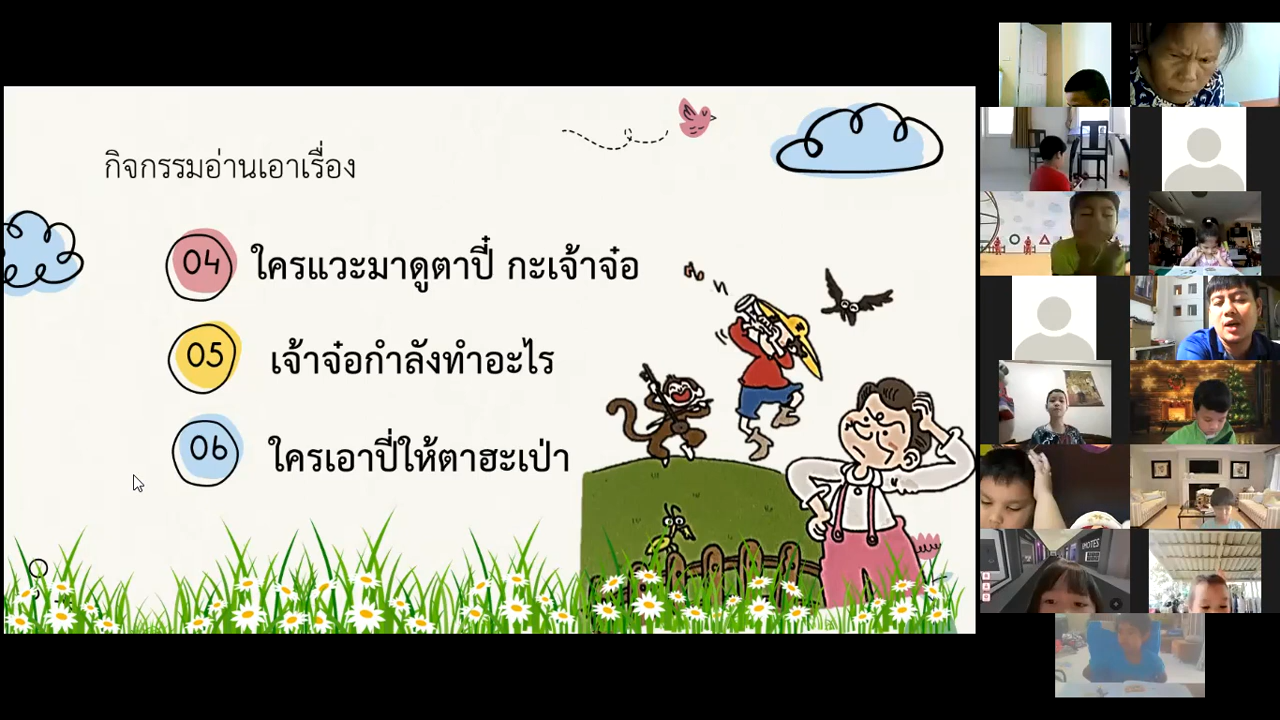 กิจกรรมอ่านเอาเรื่อง
04 ใครแวะมาดูตาปี๋ กะเจ้าจ๋อ
05 เจ้าจ๋อกำลังทำอะไร
06 ใครเอาปี่ให้ตาฮะเป่า